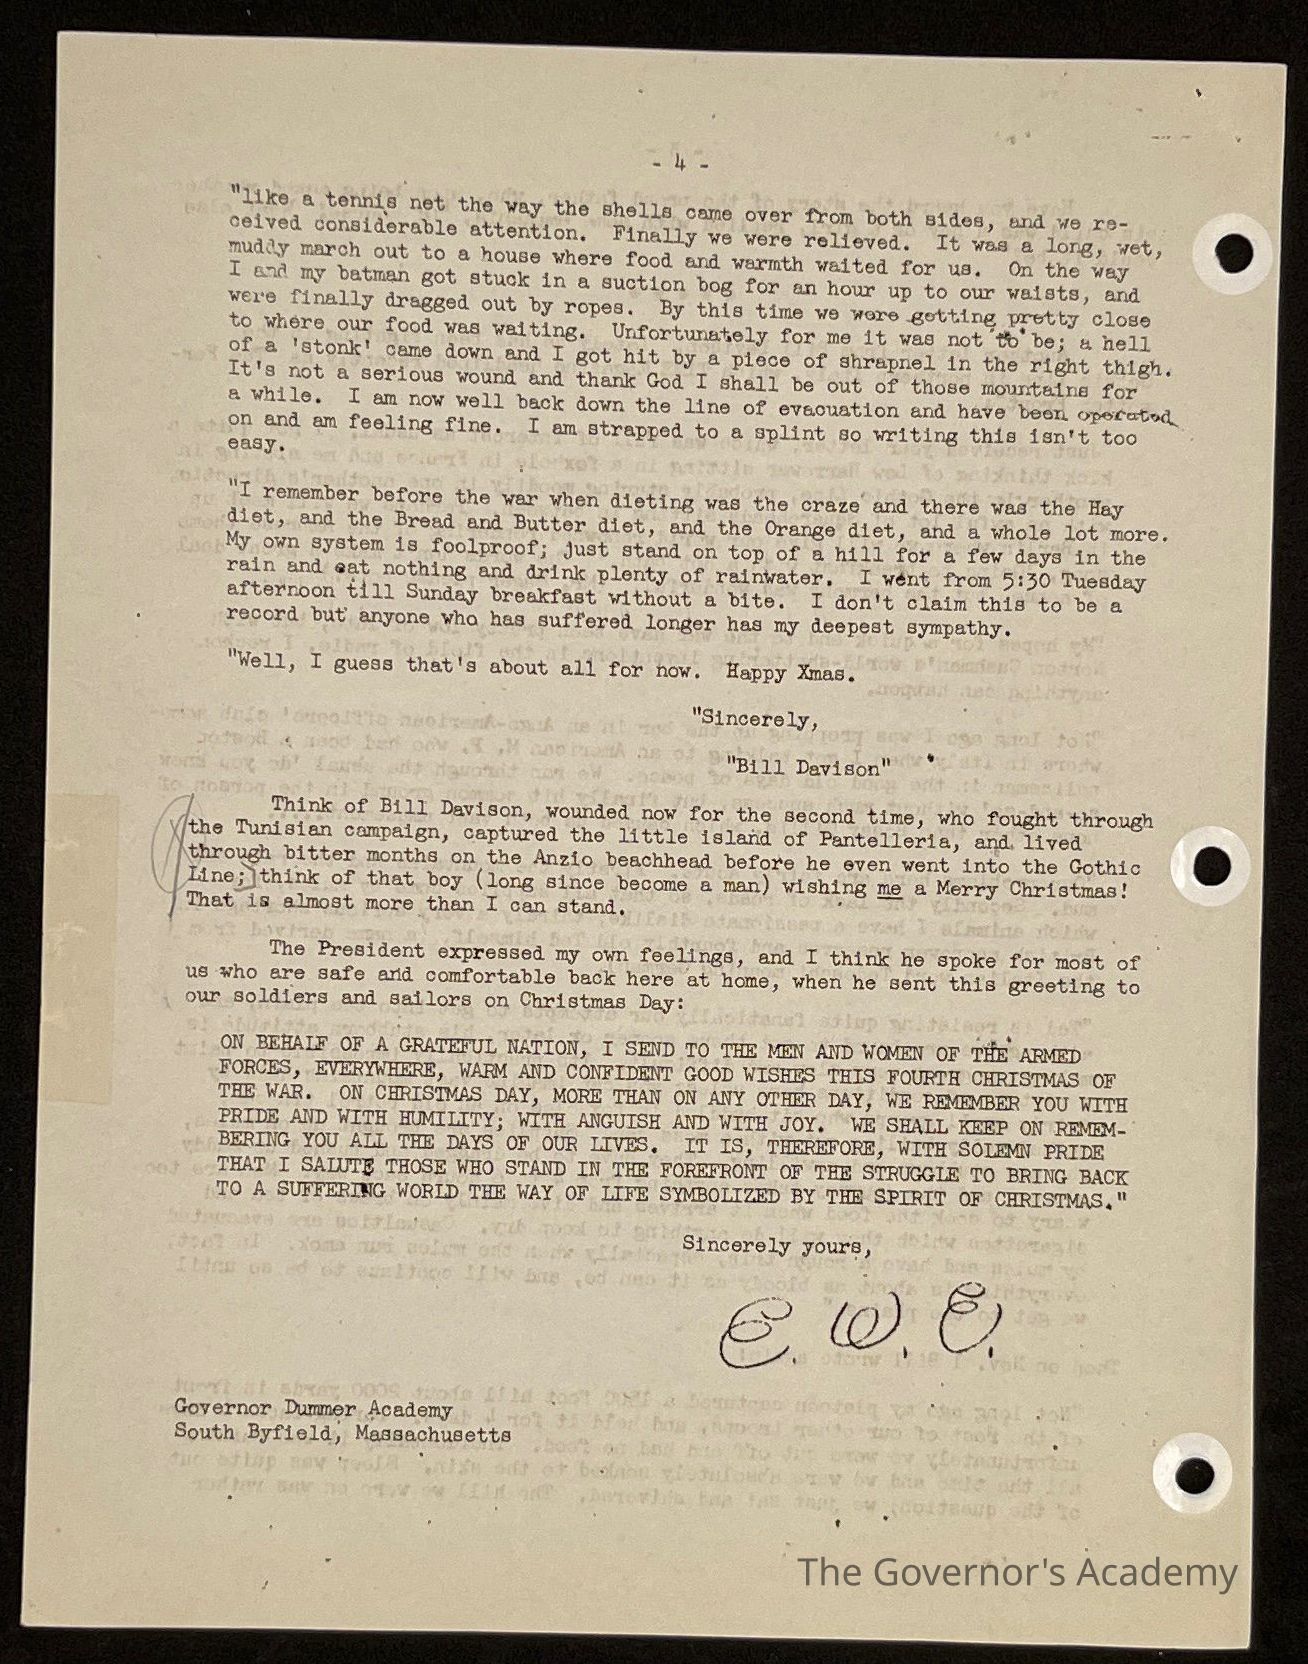 - 4 -
"like a tennis net the way the shells came over from both sides, and we re-
ceived considerable attention. Finally we were relieved. It was a long, wet,
muddy march out to a house where food and warmth waited for us. On the way
I and my batman got stuck in a suction bog for an hour up to our waists, and
were finally dragged out by ropes. By this time we were getting pretty close
to where our food was waiting. Unfortunately for me it was not to be; a hell
of a 'stonk' came down and I got hit by a piece of shrapnel in the right thigh.
It's not a serious wound and thank God I shall be out of those mountains for
a while. I am now well back down the line of evacuation and have been operated
on and am feeling fine. I am strapped to a splint so writing this isn't too
easy.
"I remember before the war when dieting was the craze and there was the Hay
diet, and the Bread and Butter diet, and the Orange diet, and a whole lot more.
My own system is foolproof; just stand on top of a hill for a few days in the
rain and eat nothing and drink plenty of rainwater. I went from 5:30 Tuesday
afternoon till Sunday breakfast without a bite. I don't claim this to be a
record but anyone who has suffered longer has my deepest sympathy.
"Well, I guess that's about all for now. Happy Xmas.
"Sincerely,
"Bill Davison"
Think of Bill Davison, wounded now for the second time, who fought through
the Tunisian campaign, captured the little island of Pantelleria, and lived
through bitter months on the Anzio beachhead before he even went into the Gothic
Line; think of that boy (long since become a man) wishing me a Merry Christmas!
That is almost more than I can stand.
The President expressed my own feelings, and I think he spoke for most of
us who are safe and comfortable back here at home, when he sent this greeting to
our soldiers and sailors on Christmas Day:
ON BEHALF OF A GRATEFUL NATION, I SEND TO THE MEN AND WOMEN OF THE ARMED
FORCES, EVERYWHERE, WARM AND CONFIDENT GOOD WISHES THIS FOURTH CHRISTMAS OF
THE WAR. ON CHRISTMAS DAY, MORE THAN ON ANY OTHER DAY, WE REMEMBER YOU WITH
PRIDE AND WITH HUMILITY; WITH ANGUISH AND WITH JOY. WE SHALL KEEP ON REMEM-
BERING YOU ALL THE DAYS OF OUR LIVES. IT IS, THEREFORE, WITH SOLEMN PRIDE
THAT I SALUTE THOSE WHO STAND IN THE FOREFRONT OF THE STRUGGLE TO BRING BACK
TO A SUFFERING WORLD THE WAY OF LIFE SYMBOLIZED BY THE SPIRIT OF CHRISTMAS."
Sincerely yours,
E. W. E.
Governor Dummer Academy
South Byfield, Massachusetts
The Governor's Academy